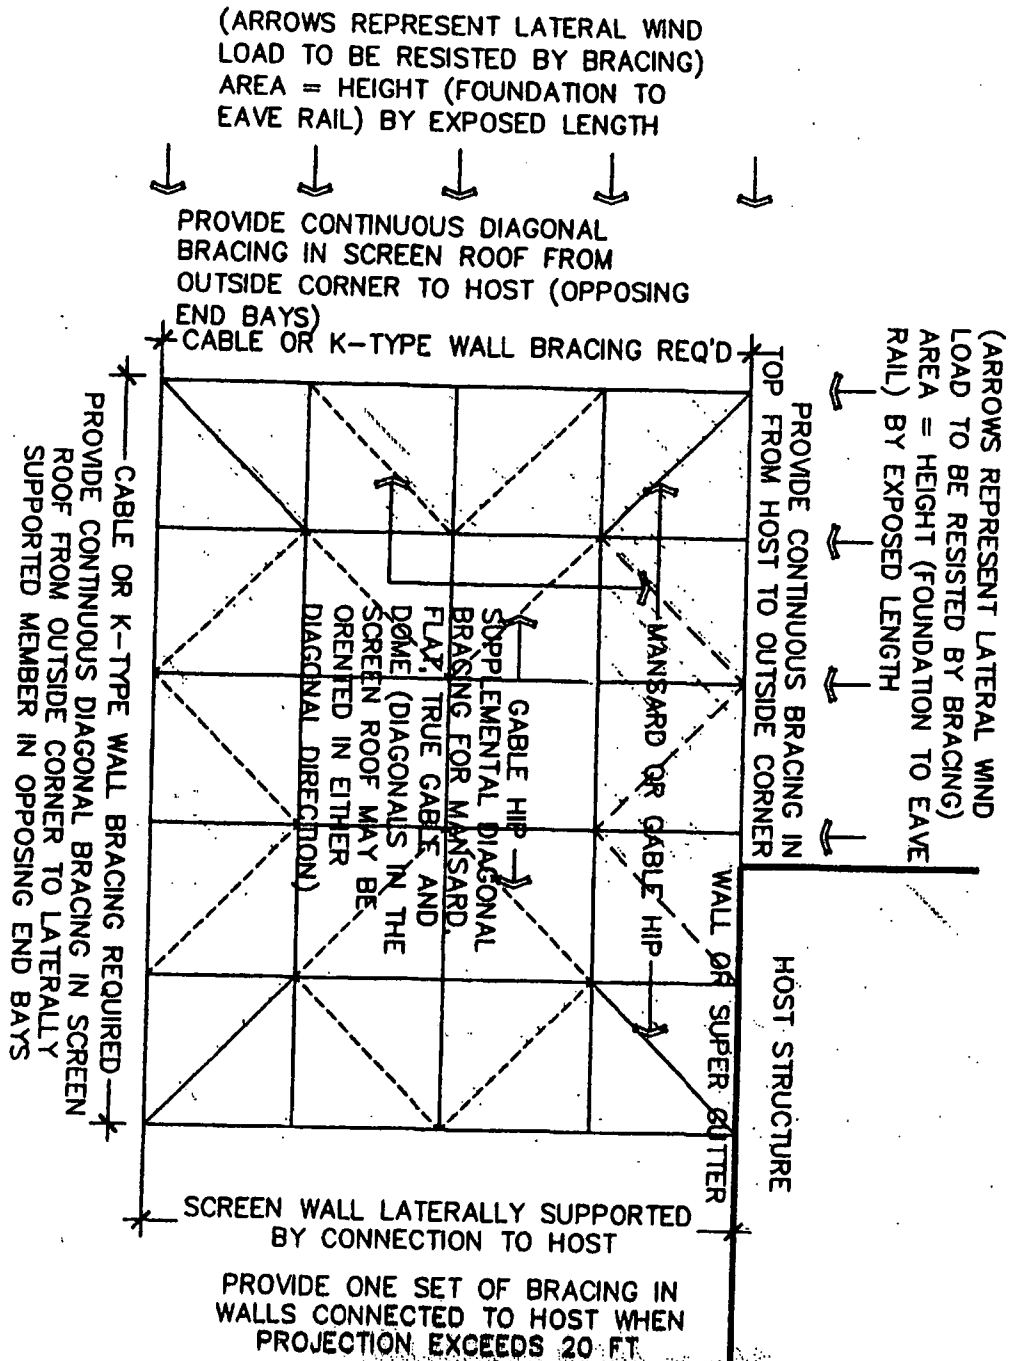 (ARROWS REPRESENT LATERAL WIND
LOAD TO BE RESISTED BY BRACING)
AREA = HEIGHT (FOUNDATION TO
EAVE RAIL) BY EXPOSED LENGTH
PROVIDE CONTINUOUS DIAGONAL
BRACING IN SCREEN ROOF FROM
OUTSIDE CORNER TO HOST (OPPOSING
END BAYS)
CABLE OR K-TYPE WALL BRACING REQ'D
(ARROWS REPRESENT LATERAL WIND
LOAD TO BE RESISTED BY BRACING)
AREA = HEIGHT (FOUNDATION TO EAVE
RAIL) BY EXPOSED LENGTH
PROVIDE CONTINUOUS BRACING IN
TOP FROM HOST TO OUTSIDE CORNER
HOST STRUCTURE
WALL OF SUPER GUTTER
MANSARD OR GABLE HIP
GABLE HIP
SUPPLEMENTAL DIAGONAL
BRACING FOR MANSARD,
FLAT, TRUE GABLE AND
DOME (DIAGONALS IN THE
SCREEN ROOF MAY BE
ORENTED IN EITHER
DIAGONAL DIRECTION)
CABLE OR K-TYPE WALL BRACING REQUIRED
PROVIDE CONTINUOUS DIAGONAL BRACING IN SCREEN
ROOF FROM OUTSIDE CORNER TO LATERALLY
SUPPORTED MEMBER IN OPPOSING END BAYS
SCREEN WALL LATERALLY SUPPORTED
BY CONNECTION TO HOST
PROVIDE ONE SET OF BRACING IN
WALLS CONNECTED TO HOST WHEN
PROJECTION EXCEEDS 20 FT